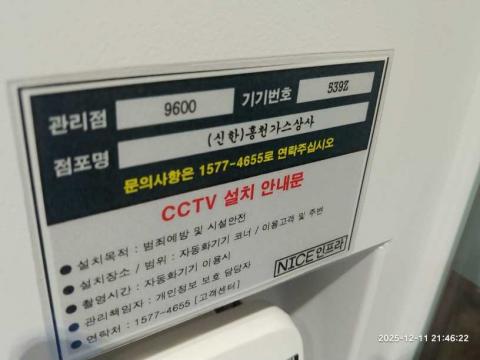 관리점 9600 기기번호 539Z
점포명 (신한)홍천가스상사
문의사항은 1577-4655로 연락주십시오
CCTV 설치 안내문
● 설치목적 : 범죄예방 및 시설안전
● 설치장소 / 범위 : 자동화기기 코너 / 이용고객 및 주변
● 촬영시간 : 자동화기기 이용시
● 관리책임자 : 개인정보 보호 담당자
● 연락처 : 1577-4655 [고객센터]
NICE인프라
2025-12-11 21:46:22